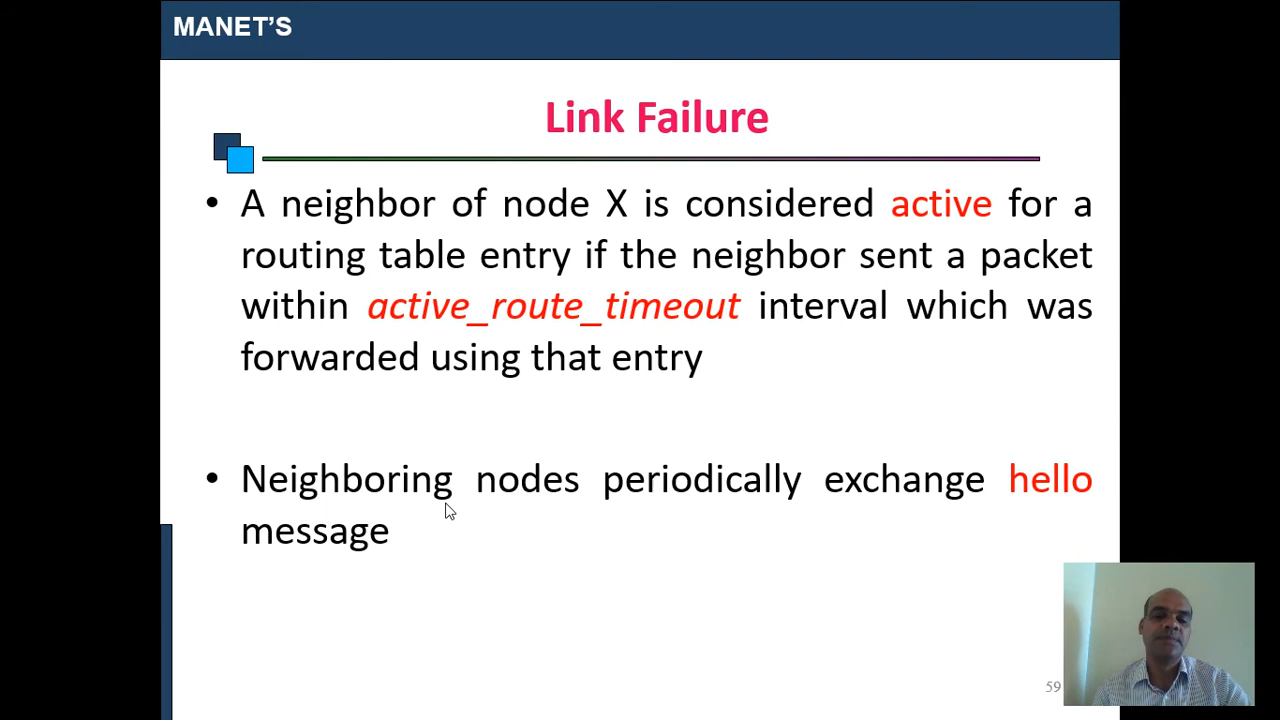 MANET’S
Link Failure
• A neighbor of node X is considered active for a
routing table entry if the neighbor sent a packet
within active_route_timeout interval which was
forwarded using that entry
• Neighboring nodes periodically exchange hello
message
59